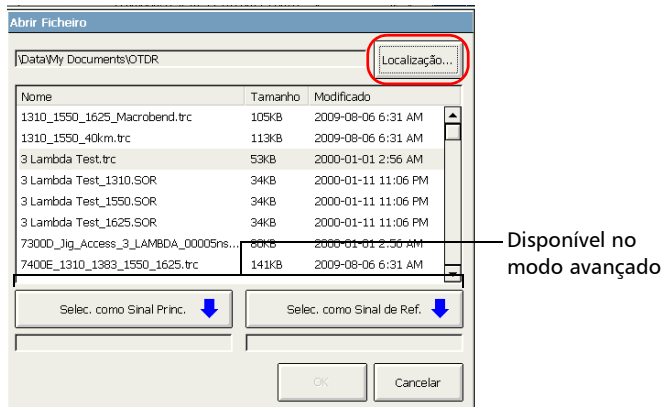 Abrir Ficheiro
\Data\My Documents\OTDR
Localização...
Nome Tamanho Modificado
1310_1550_1625_Macrobend.trc 105KB 2009-08-06 6:31 AM
1310_1550_40km.trc 113KB 2009-08-06 6:31 AM
3 Lambda Test.trc 53KB 2000-01-01 2:56 AM
3 Lambda Test_1310.SOR 34KB 2000-01-11 11:06 PM
3 Lambda Test_1550.SOR 34KB 2000-01-11 11:06 PM
3 Lambda Test_1625.SOR 34KB 2000-01-11 11:06 PM
7300D_Jig_Access_3_LAMBDA_00005ns... 80KB 2000-01-01 2:56 AM
7400E_1310_1383_1550_1625.trc 141KB 2009-08-06 6:31 AM
Disponível no
modo avançado
Selec. como Sinal Princ. Selec. como Sinal de Ref.
OK Cancelar